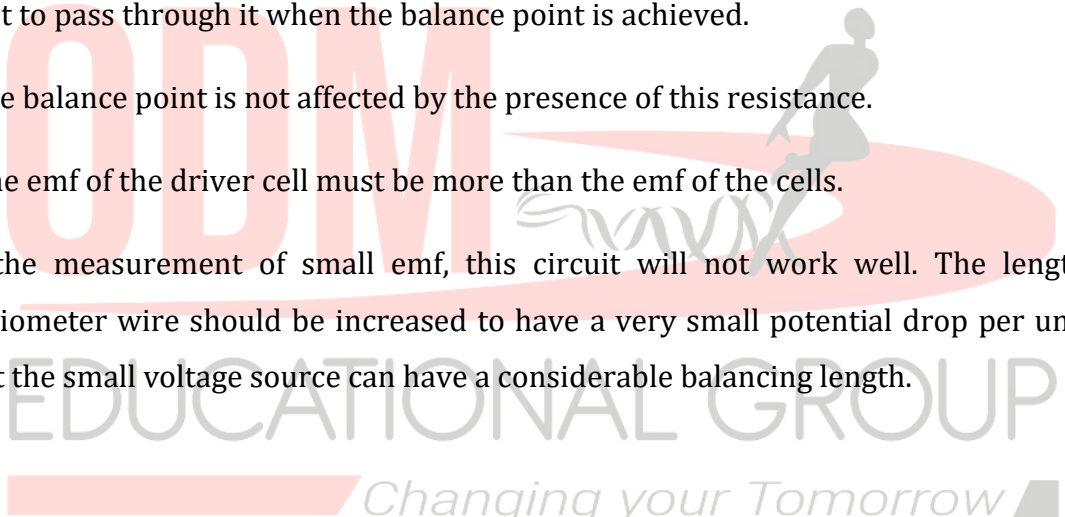 t to pass through it when the balance point is achieved.
e balance point is not affected by the presence of this resistance.
e emf of the driver cell must be more than the emf of the cells.
the measurement of small emf, this circuit will not work well. The lengt
iometer wire should be increased to have a very small potential drop per un
t the small voltage source can have a considerable balancing length.
ODM
EDUCATIONAL GROUP
Changing your Tomorrow